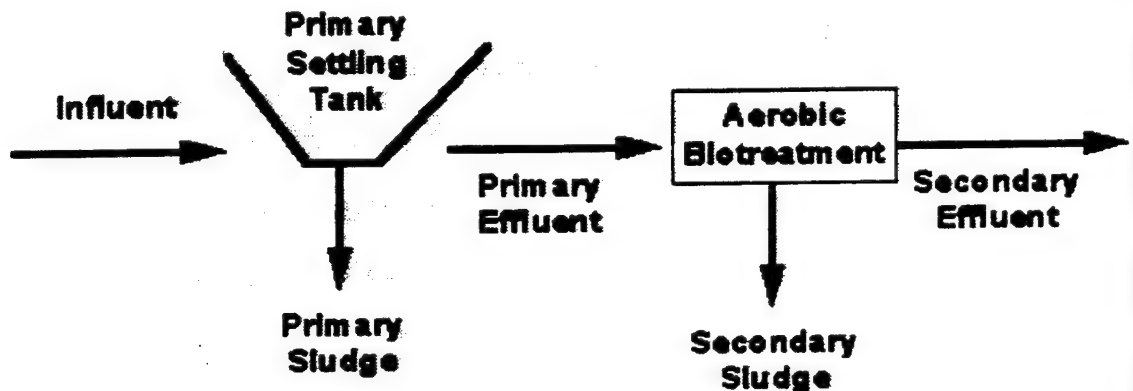 Primary
Settling
Tank
Influent
Aerobic
Biotreatment
Primary
Effluent
Secondary
Effluent
Primary
Sludge
Secondary
Sludge